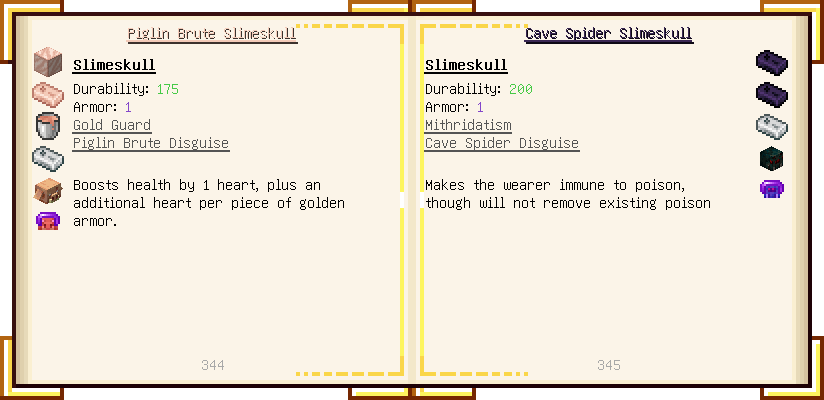 Piglin Brute Slimeskull
Slimeskull
Durability: 175
Armor: 1
Gold Guard
Piglin Brute Disguise
Boosts health by 1 heart, plus an
additional heart per piece of golden
armor.
344
Cave Spider Slimeskull
Slimeskull
Durability: 200
Armor: 1
Mithridatism
Cave Spider Disguise
Makes the wearer immune to poison,
though will not remove existing poison
345